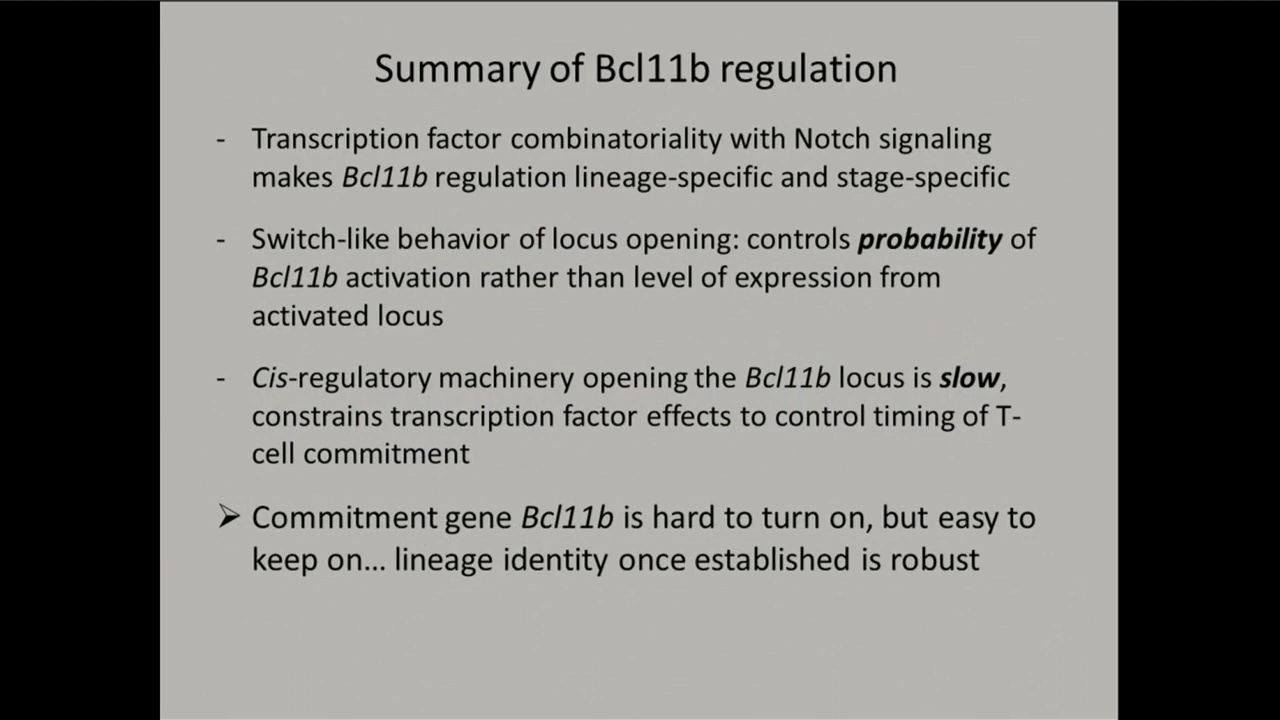 Summary of Bcl11b regulation
- Transcription factor combinatoriality with Notch signaling
makes Bcl11b regulation lineage-specific and stage-specific
- Switch-like behavior of locus opening: controls probability of
Bcl11b activation rather than level of expression from
activated locus
- Cis-regulatory machinery opening the Bcl11b locus is slow,
constrains transcription factor effects to control timing of T-
cell commitment
➢ Commitment gene Bcl11b is hard to turn on, but easy to
keep on... lineage identity once established is robust